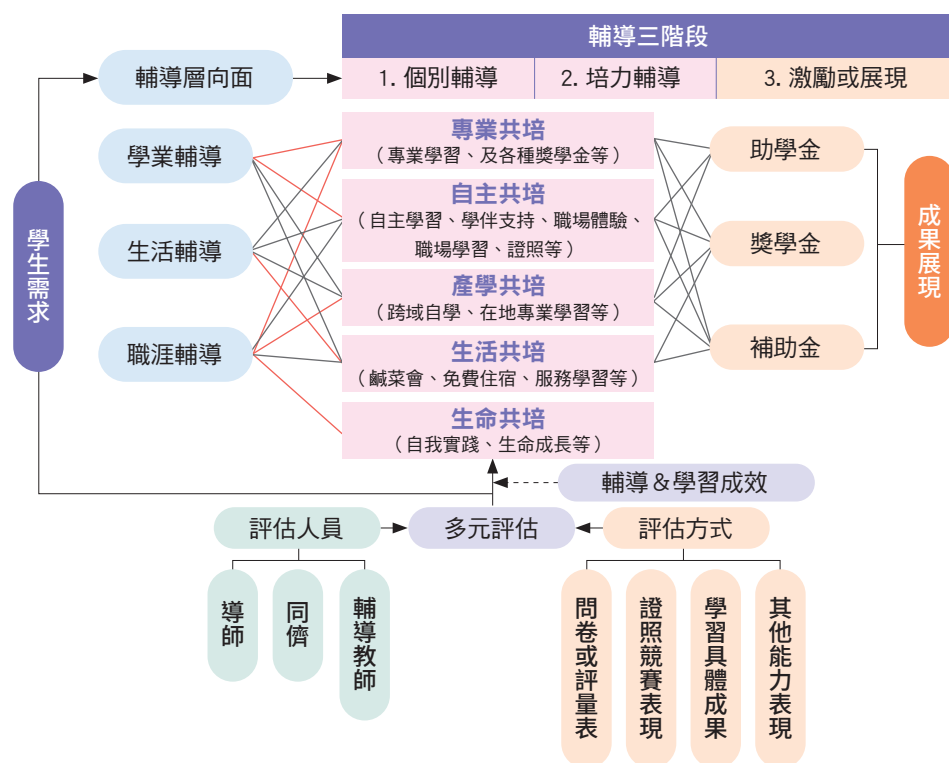 輔導三階段
輔導層向面
1. 個別輔導
2. 培力輔導
3. 激勵或展現
學生需求
學業輔導
生活輔導
職涯輔導
專業共培
（專業學習、及各種獎學金等）
自主共培
（自主學習、學伴支持、職場體驗、
職場學習、證照等）
產學共培
（跨域自學、在地專業學習等）
生活共培
（鹹菜會、免費住宿、服務學習等）
生命共培
（自我實踐、生命成長等）
助學金
獎學金
補助金
成果展現
輔導＆學習成效
評估人員
多元評估
評估方式
導師
同儕
輔導教師
問卷或評量表
證照競賽表現
學習具體成果
其他能力表現